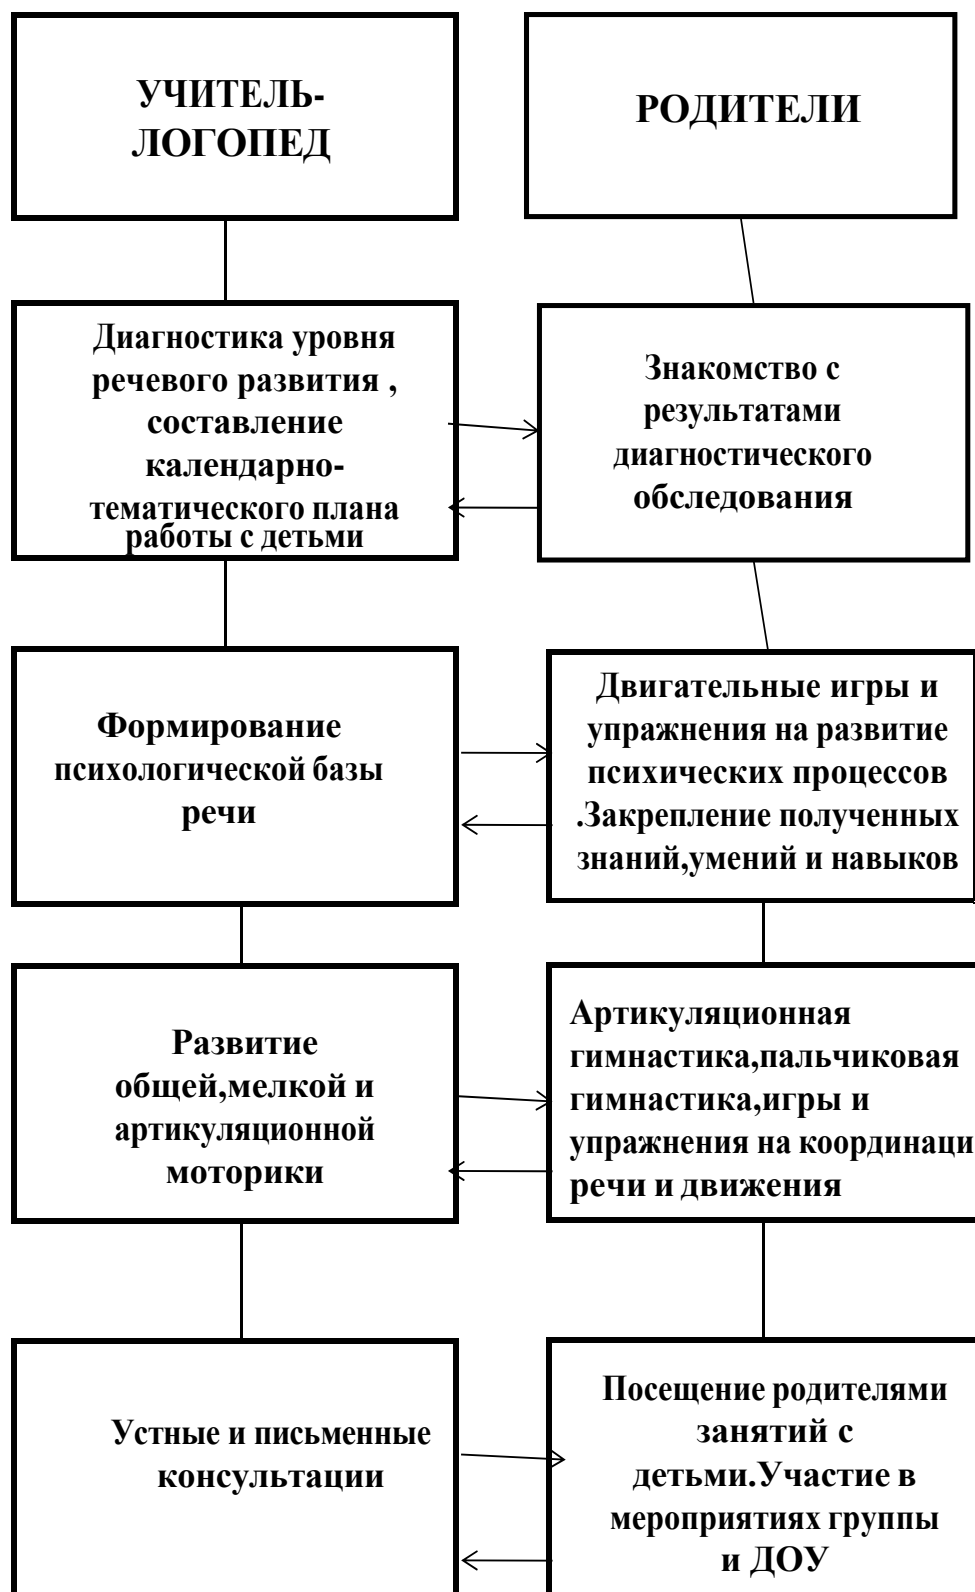 УЧИТЕЛЬ-
ЛОГОПЕД
РОДИТЕЛИ
Диагностика уровня
речевого развития ,
составление
календарно-
тематического плана
работы с детьми
Знакомство с
результатами
диагностического
обследования
Формирование
психологической базы
речи
Двигательные игры и
упражнения на развитие
психических процессов
.Закрепление полученных
знаний,умений и навыков
Развитие
общей,мелкой и
артикуляционной
моторики
Артикуляционная
гимнастика,пальчиковая
гимнастика,игры и
упражнения на координаци
речи и движения
Устные и письменные
консультации
Посещение родителями
занятий с
детьми.Участие в
мероприятиях группы
и ДОУ